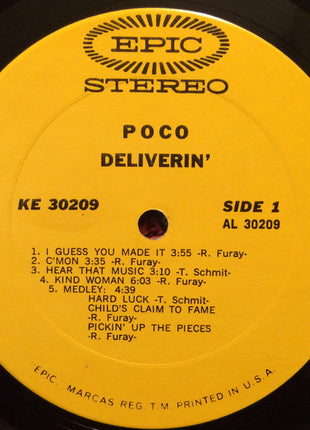 EPIC
STEREO
POCO
DELIVERIN'
KE 30209 SIDE 1
AL 30209
1. I GUESS YOU MADE IT 3:55 -R. Furay-
2. C'MON 3:35 -R. Furay-
3. HEAR THAT MUSIC 3:10 -T. Schmit-
4. KIND WOMAN 6:03 -R. Furay-
5. MEDLEY: 4:39
HARD LUCK -T. Schmit-
CHILD'S CLAIM TO FAME
-R. Furay-
PICKIN' UP THE PIECES
-R. Furay-
"EPIC," MARCAS REG. T.M. PRINTED IN U.S.A.